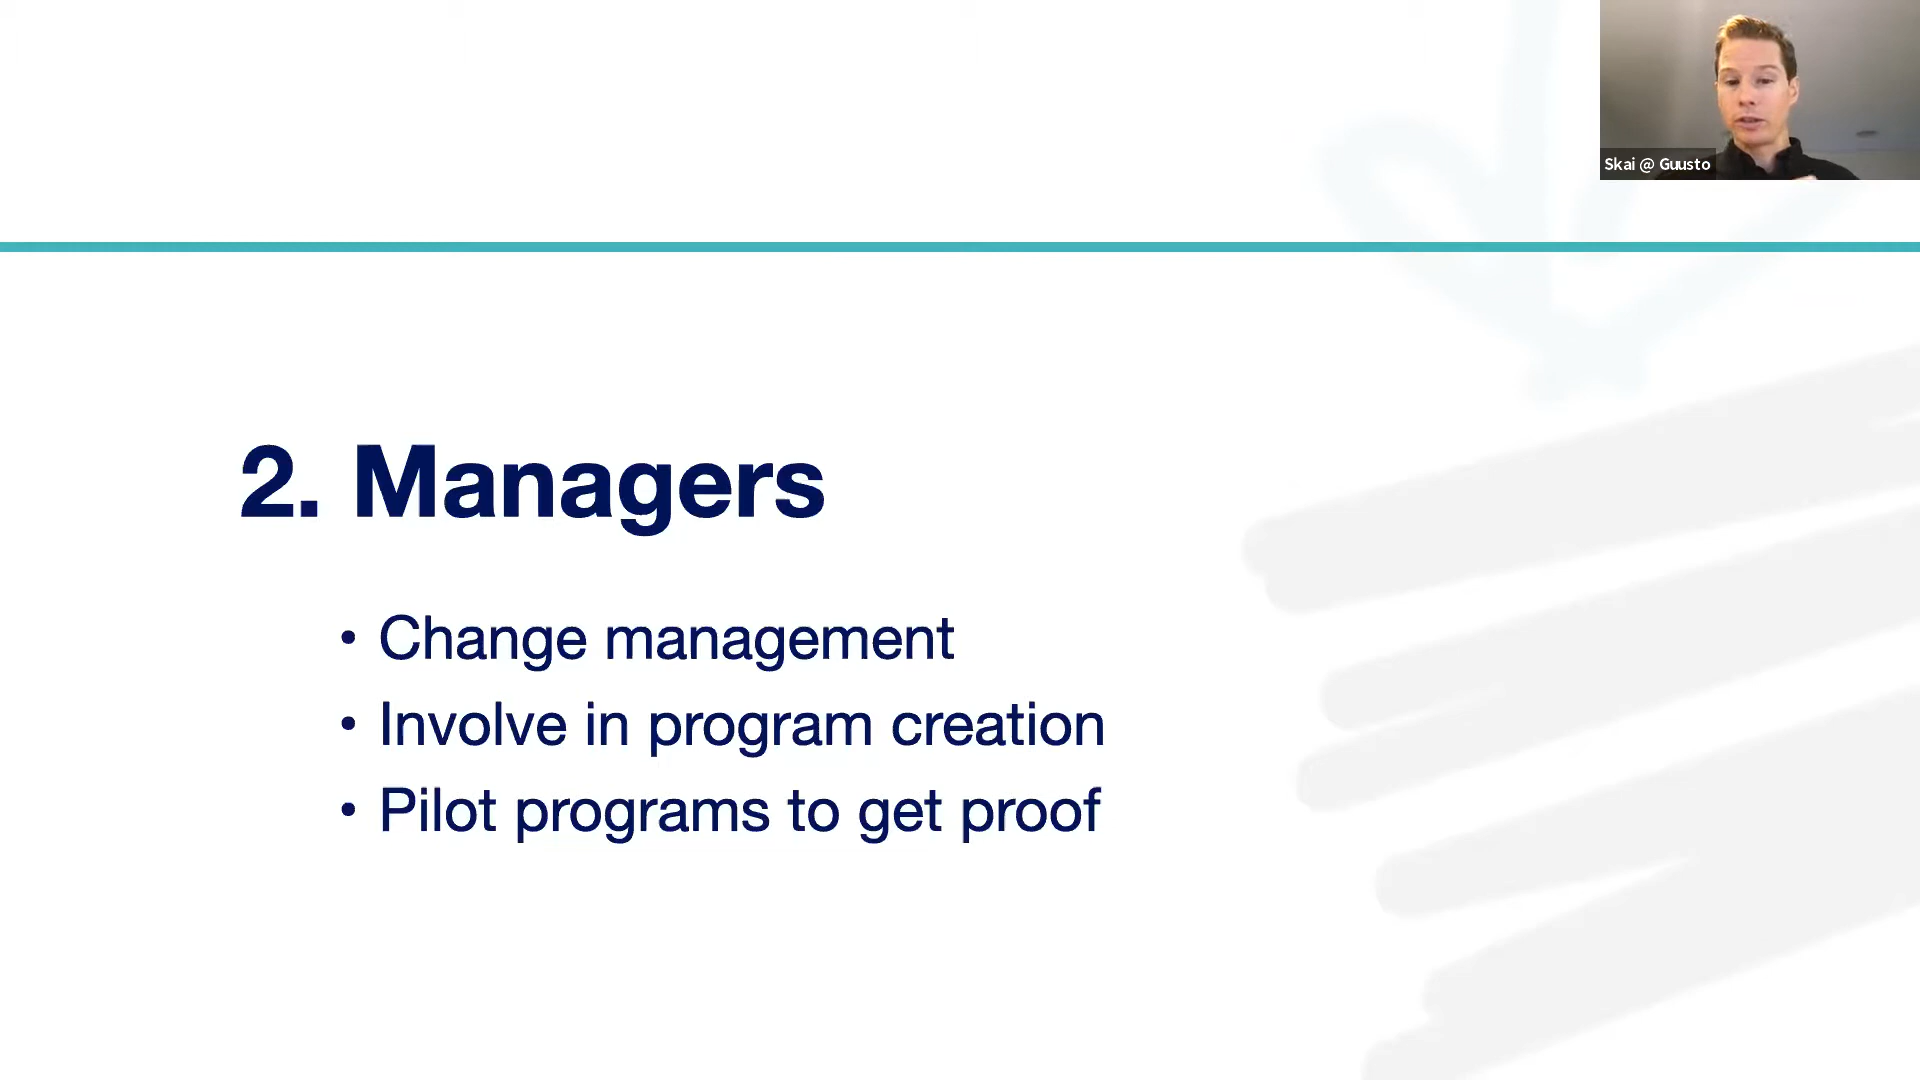 Skai @ Guusto
2. Managers
• Change management
• Involve in program creation
• Pilot programs to get proof